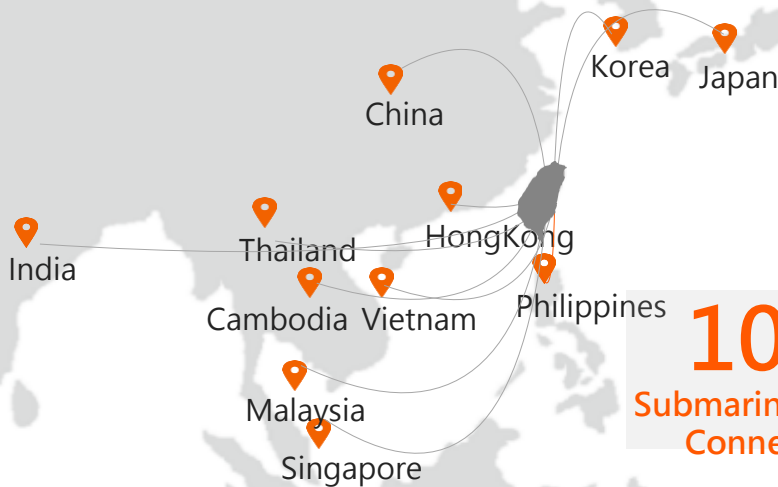 Korea
Japan
China
HongKong
Thailand
India
Cambodia
Vietnam
Philippines
10
Submarin
Conne
Malaysia
Singapore